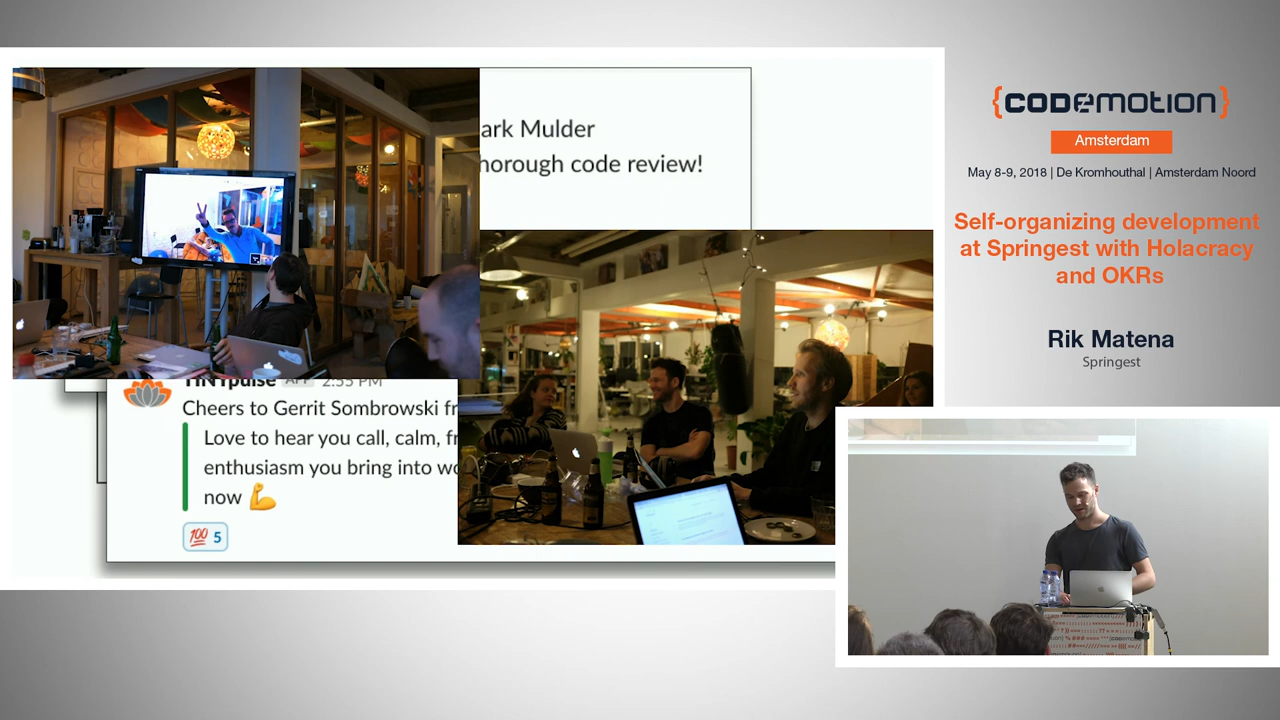 ark Mulder
horough code review!
TINYpulse APP 2:55 PM
Cheers to Gerrit Sombrowski fr
Love to hear you call, calm, fr
enthusiasm you bring into wo
now 💪
💯 5
{CODEMOTION}
Amsterdam
May 8-9, 2018 | De Kromhouthal | Amsterdam Noord
Self-organizing development
at Springest with Holacracy
and OKRs
Rik Matena
Springest